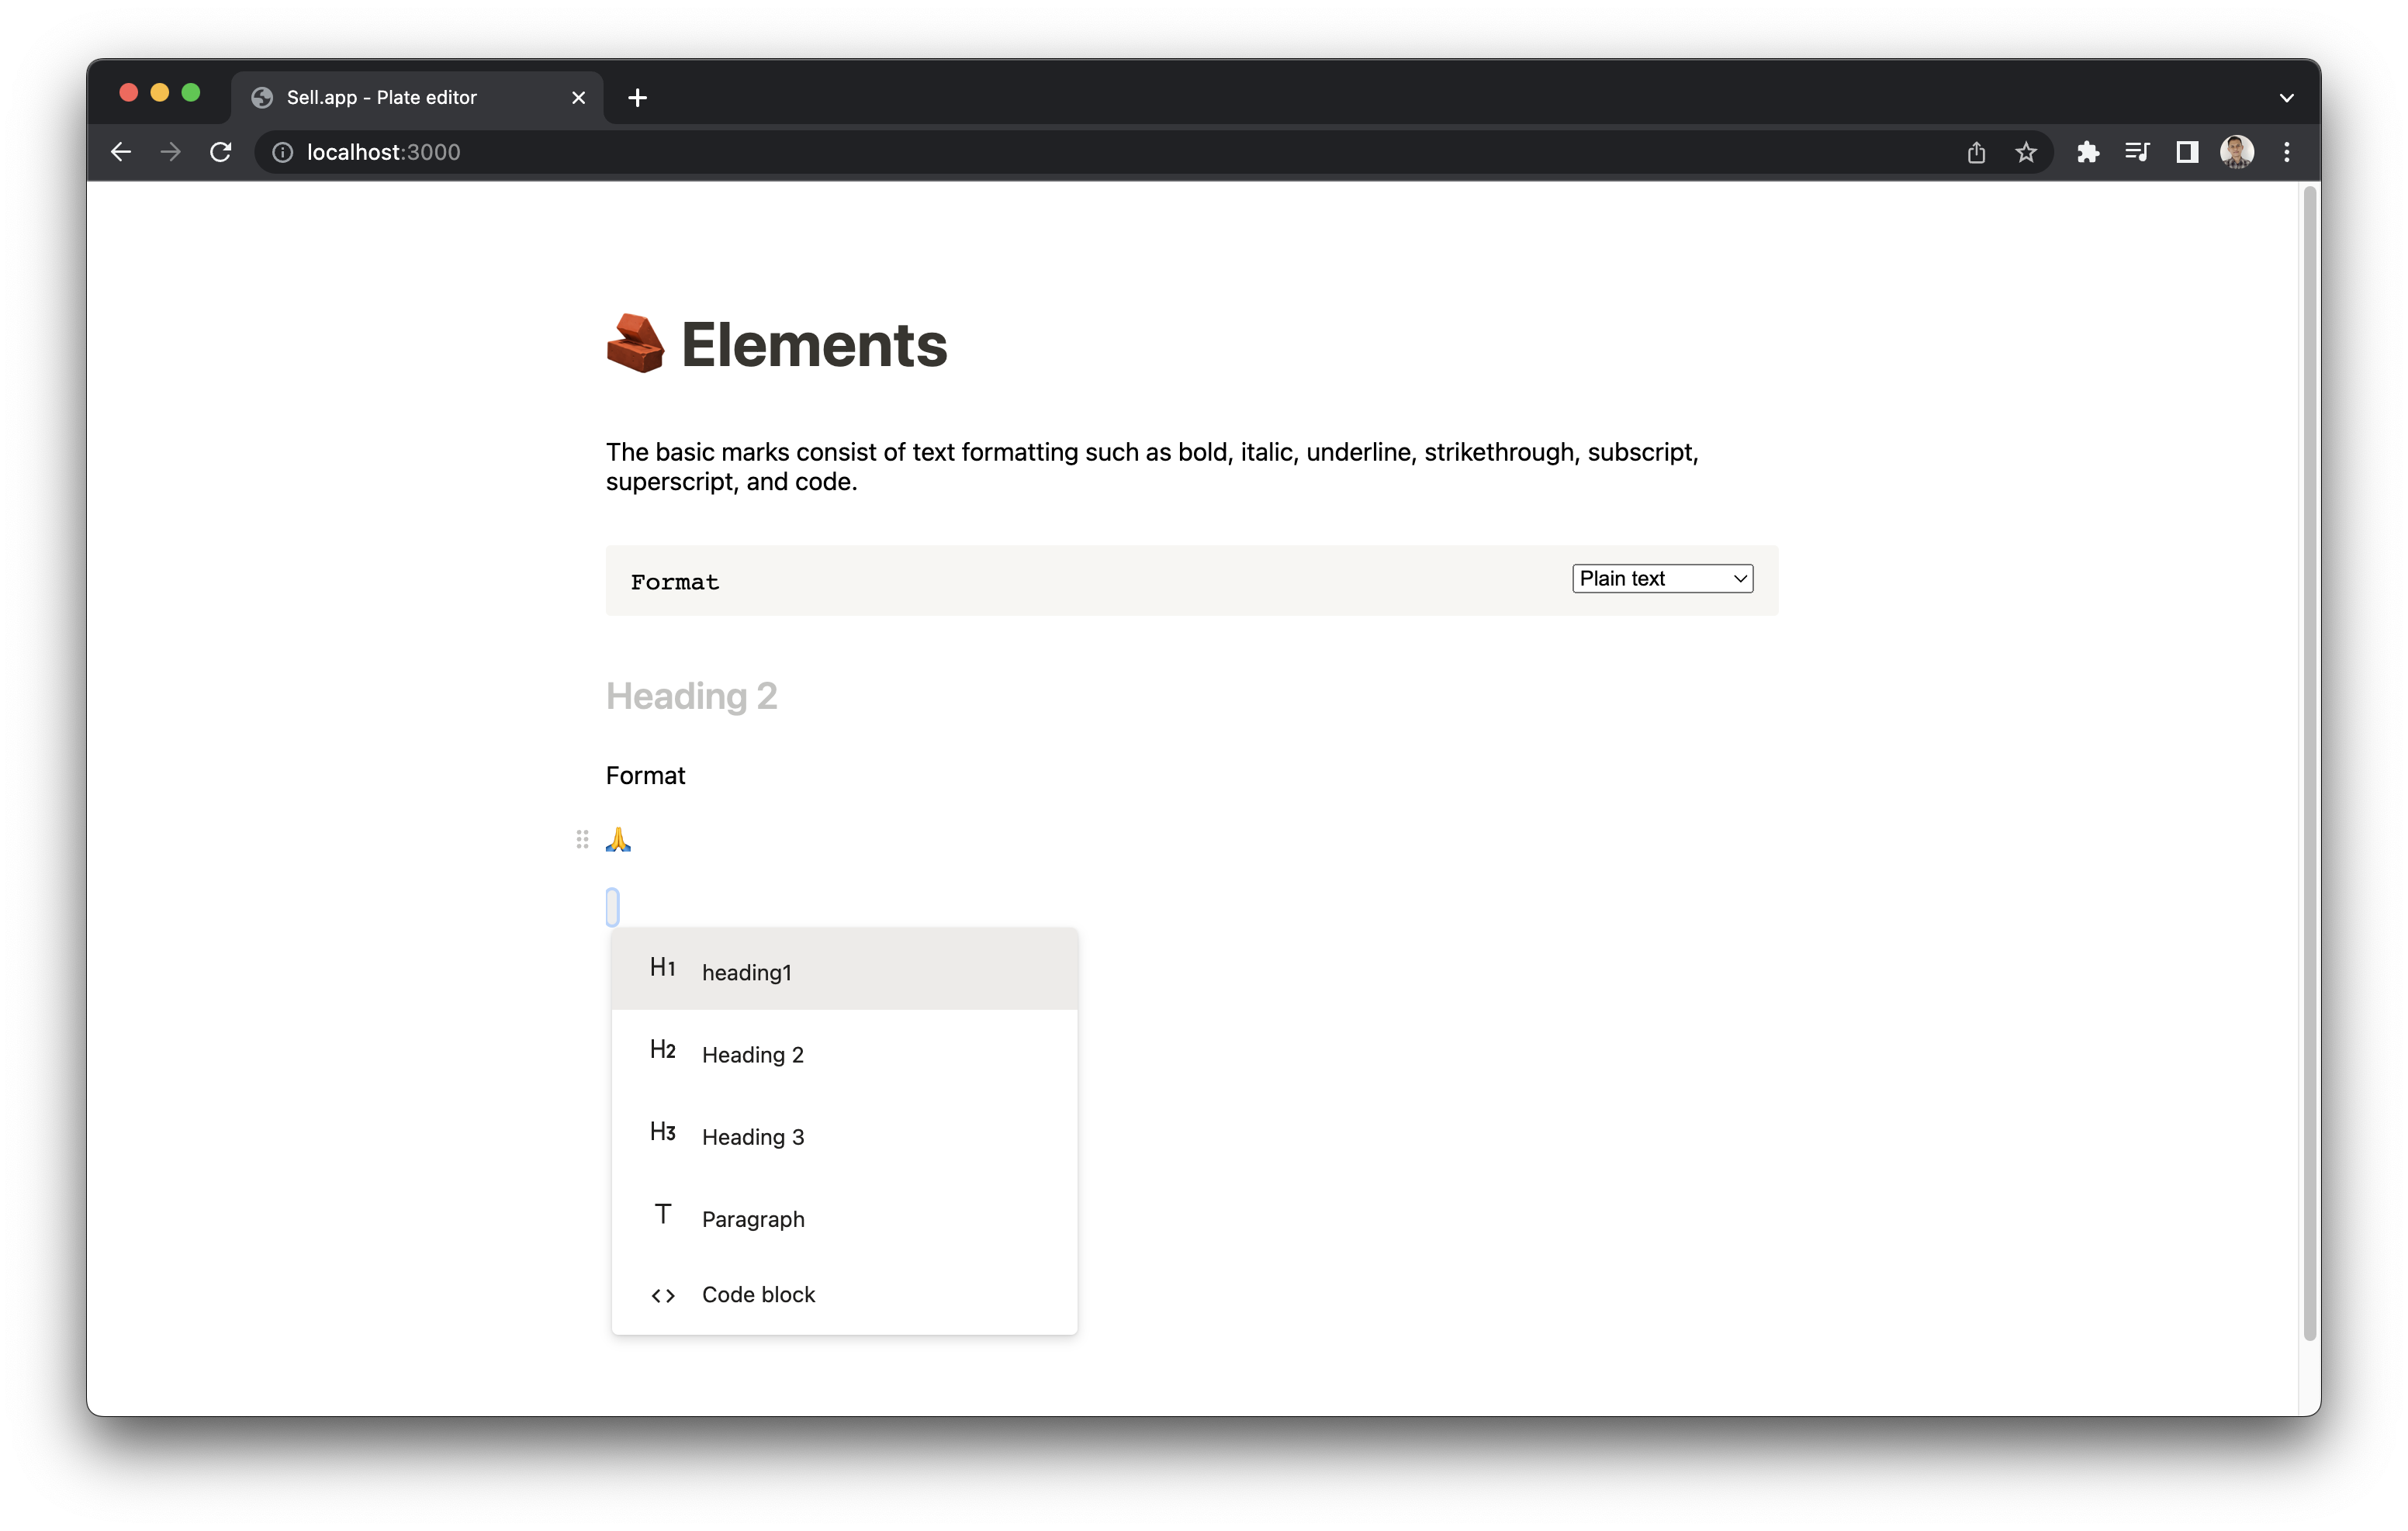 Sell.app - Plate editor
localhost:3000
Elements
The basic marks consist of text formatting such as bold, italic, underline, strikethrough, subscript,
superscript, and code.
Format
Plain text
Heading 2
Format
H1 heading1
H2 Heading 2
H3 Heading 3
T Paragraph
<> Code block